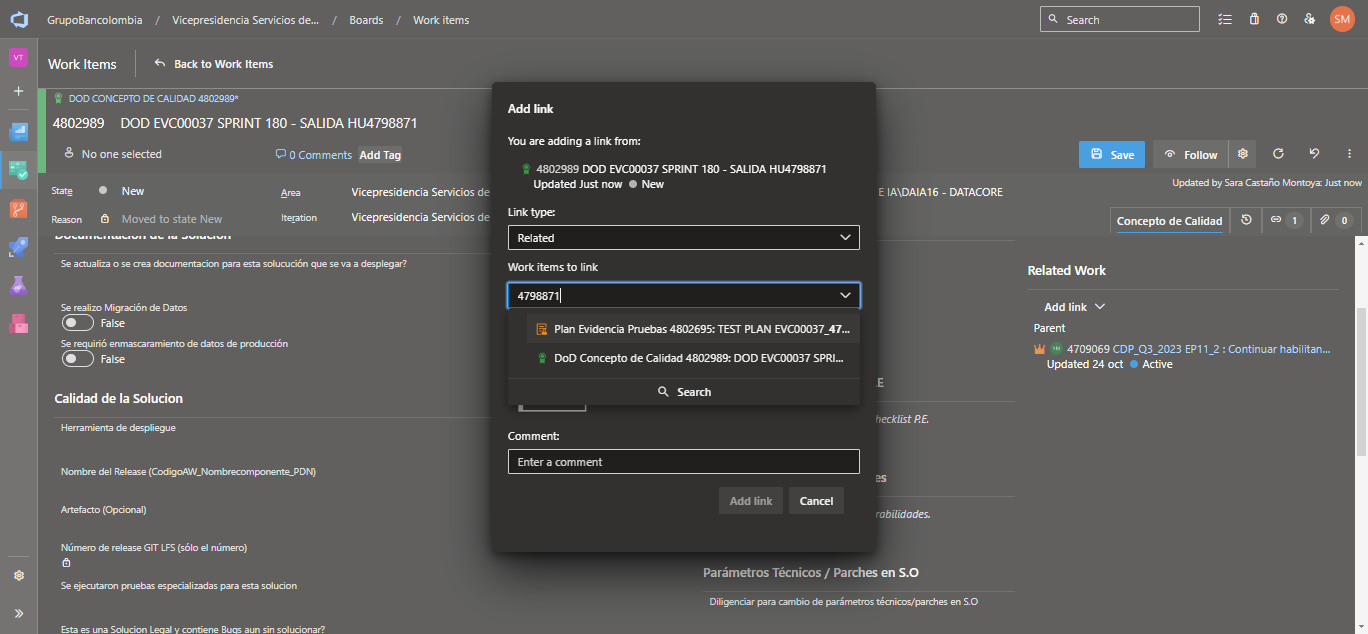 GrupoBancolombia / Vicepresidencia Servicios de... / Boards / Work items
Search
SM
VT
Work Items
Back to Work Items
DOD CONCEPTO DE CALIDAD 4802989*
4802989 DOD EVC00037 SPRINT 180 - SALIDA HU4798871
No one selected
0 Comments
Add Tag
Save
Follow
State
New
Area
Vicepresidencia Servicios de
E IA\DAIA16 - DATACORE
Updated by Sara Castaño Montoya: Just now
Reason
Moved to state New
Iteration
Vicepresidencia Servicios de
Concepto de Calidad
1
0
Documentacion de la Solucion
Se actualiza o se crea documentacion para esta solucución que se va a desplegar?
Se realizo Migración de Datos
False
Se requirió enmascaramiento de datos de producción
False
Calidad de la Solucion
Herramienta de despliegue
Nombre del Release (CodigoAW_Nombrecomponente_PDN)
Artefacto (Opcional)
Número de release GIT LFS (sólo el número)
Se ejecutaron pruebas especializadas para esta solucion
Esta es una Solucion Legal y contiene Bugs aun sin solucionar?
Add link
You are adding a link from:
4802989 DOD EVC00037 SPRINT 180 - SALIDA HU4798871
Updated Just now New
Link type:
Related
Work items to link
4798871
Plan Evidencia Pruebas 4802695: TEST PLAN EVC00037_47...
DoD Concepto de Calidad 4802989: DOD EVC00037 SPRI...
Search
Comment:
Enter a comment
Add link
Cancel
E
hecklist P.E.
es
rabilidades.
Parámetros Técnicos / Parches en S.O
Diligenciar para cambio de parámetros técnicos/parches en S.O
Related Work
Add link
Parent
4709069 CDP_Q3_2023 EP11_2 : Continuar habilitan...
Updated 24 oct Active